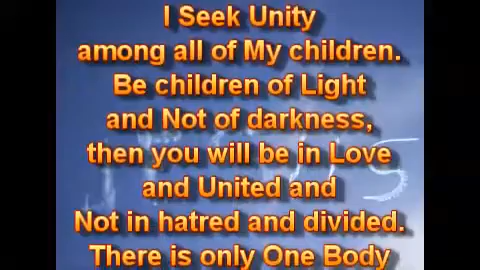 I Seek Unity
among all of My children.
Be children of Light
and Not of darkness,
then you will be in Love
and United and
Not in hatred and divided.
There is only One Body